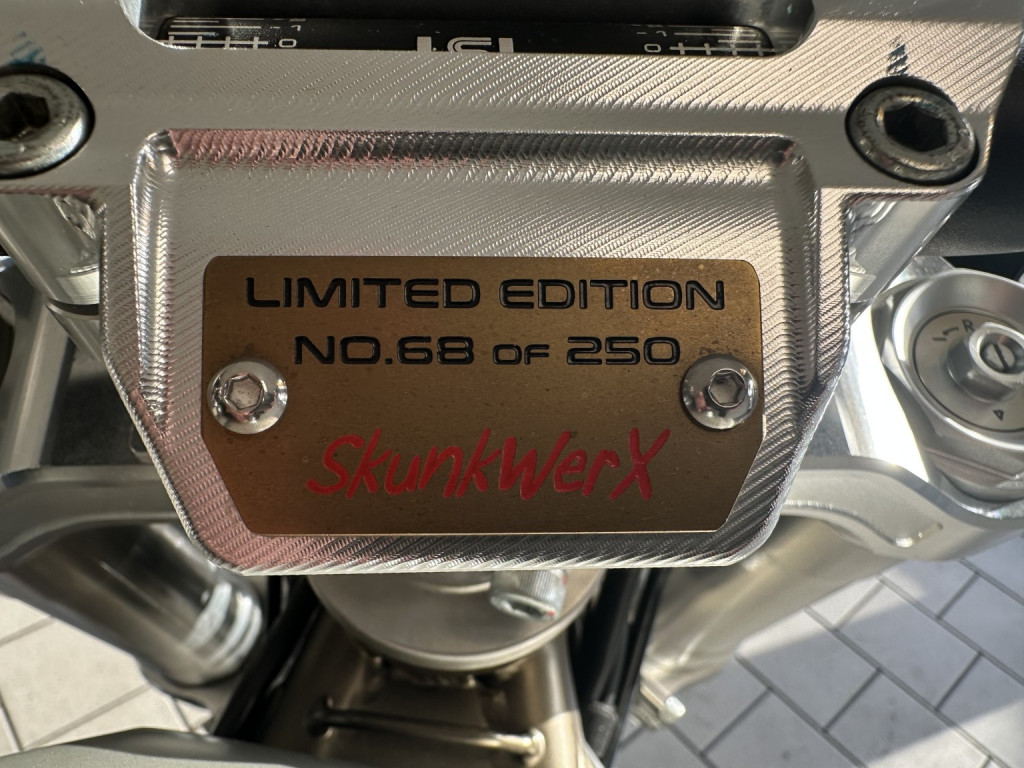 LIMITED EDITION
NO.68 OF 250
SkunkWerX